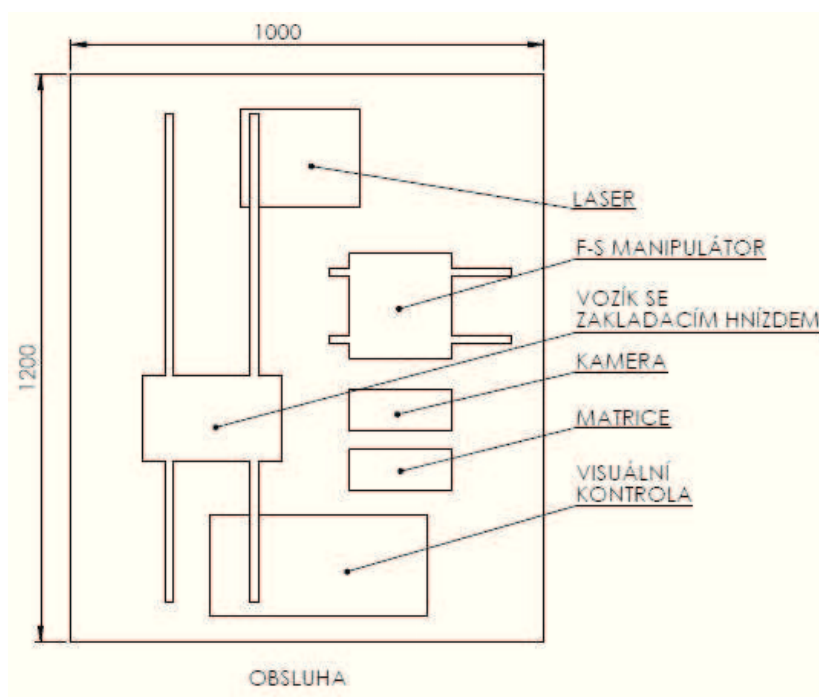 1000
1200
LASER
F-S MANIPULÁTOR
VOZÍK SE
ZAKLADACÍM HNÍZDEM
KAMERA
MATRICE
VISUÁLNÍ
KONTROLA
OBSLUHA